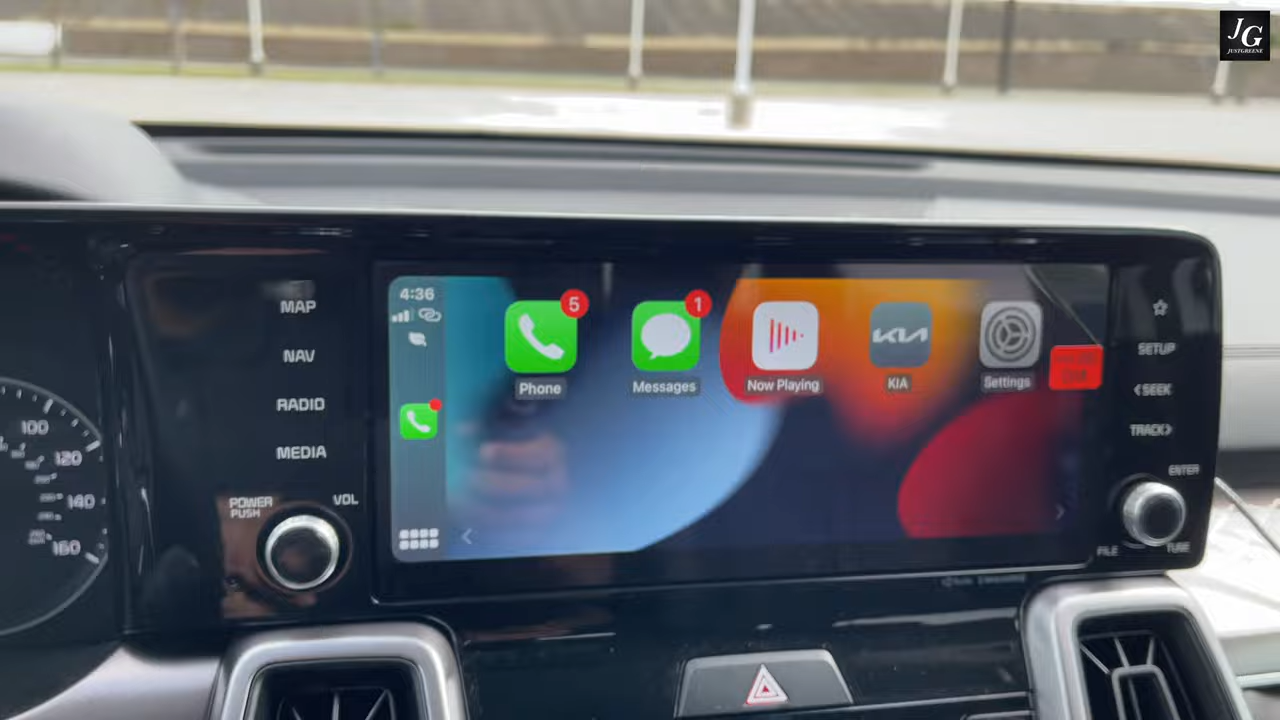 JG
JUSTGREENE
MAP
NAV
RADIO
MEDIA
POWER
PUSH
VOL
100
120
140
160
4:36
5
Phone
1
Messages
Now Playing
KIA
KIA
Settings
SETUP
<SEEK
TRACK>
ENTER
FILE
TUNE